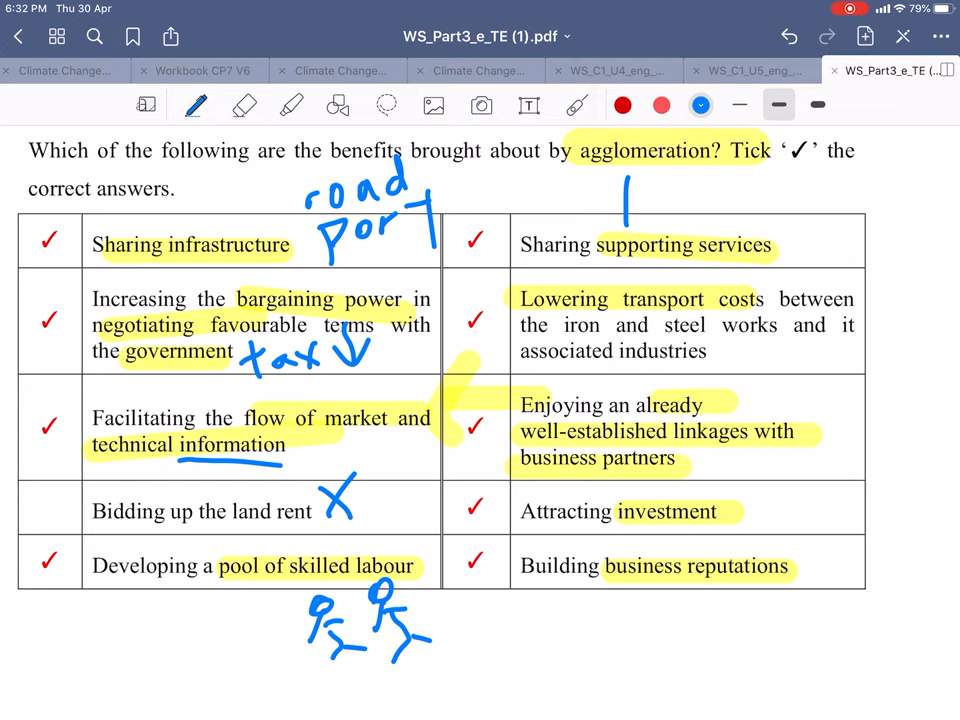 6:32 PM Thu 30 Apr
79%
WS_Part3_e_TE (1).pdf
Climate Change...
Workbook CP7 V6
Climate Change...
Climate Change...
WS_C1_U4_eng_...
WS_C1_U5_eng_...
WS_Part3_e_TE (...
T
Which of the following are the benefits brought about by agglomeration? Tick ‘✓’ the
correct answers.
road
port
✓ Sharing infrastructure
✓ Sharing supporting services
✓ Increasing the bargaining power in
negotiating favourable terms with
the government
tax ↓
✓ Lowering transport costs between
the iron and steel works and it
associated industries
✓ Facilitating the flow of market and
technical information
✓ Enjoying an already
well-established linkages with
business partners
Bidding up the land rent X
✓ Attracting investment
✓ Developing a pool of skilled labour
✓ Building business reputations